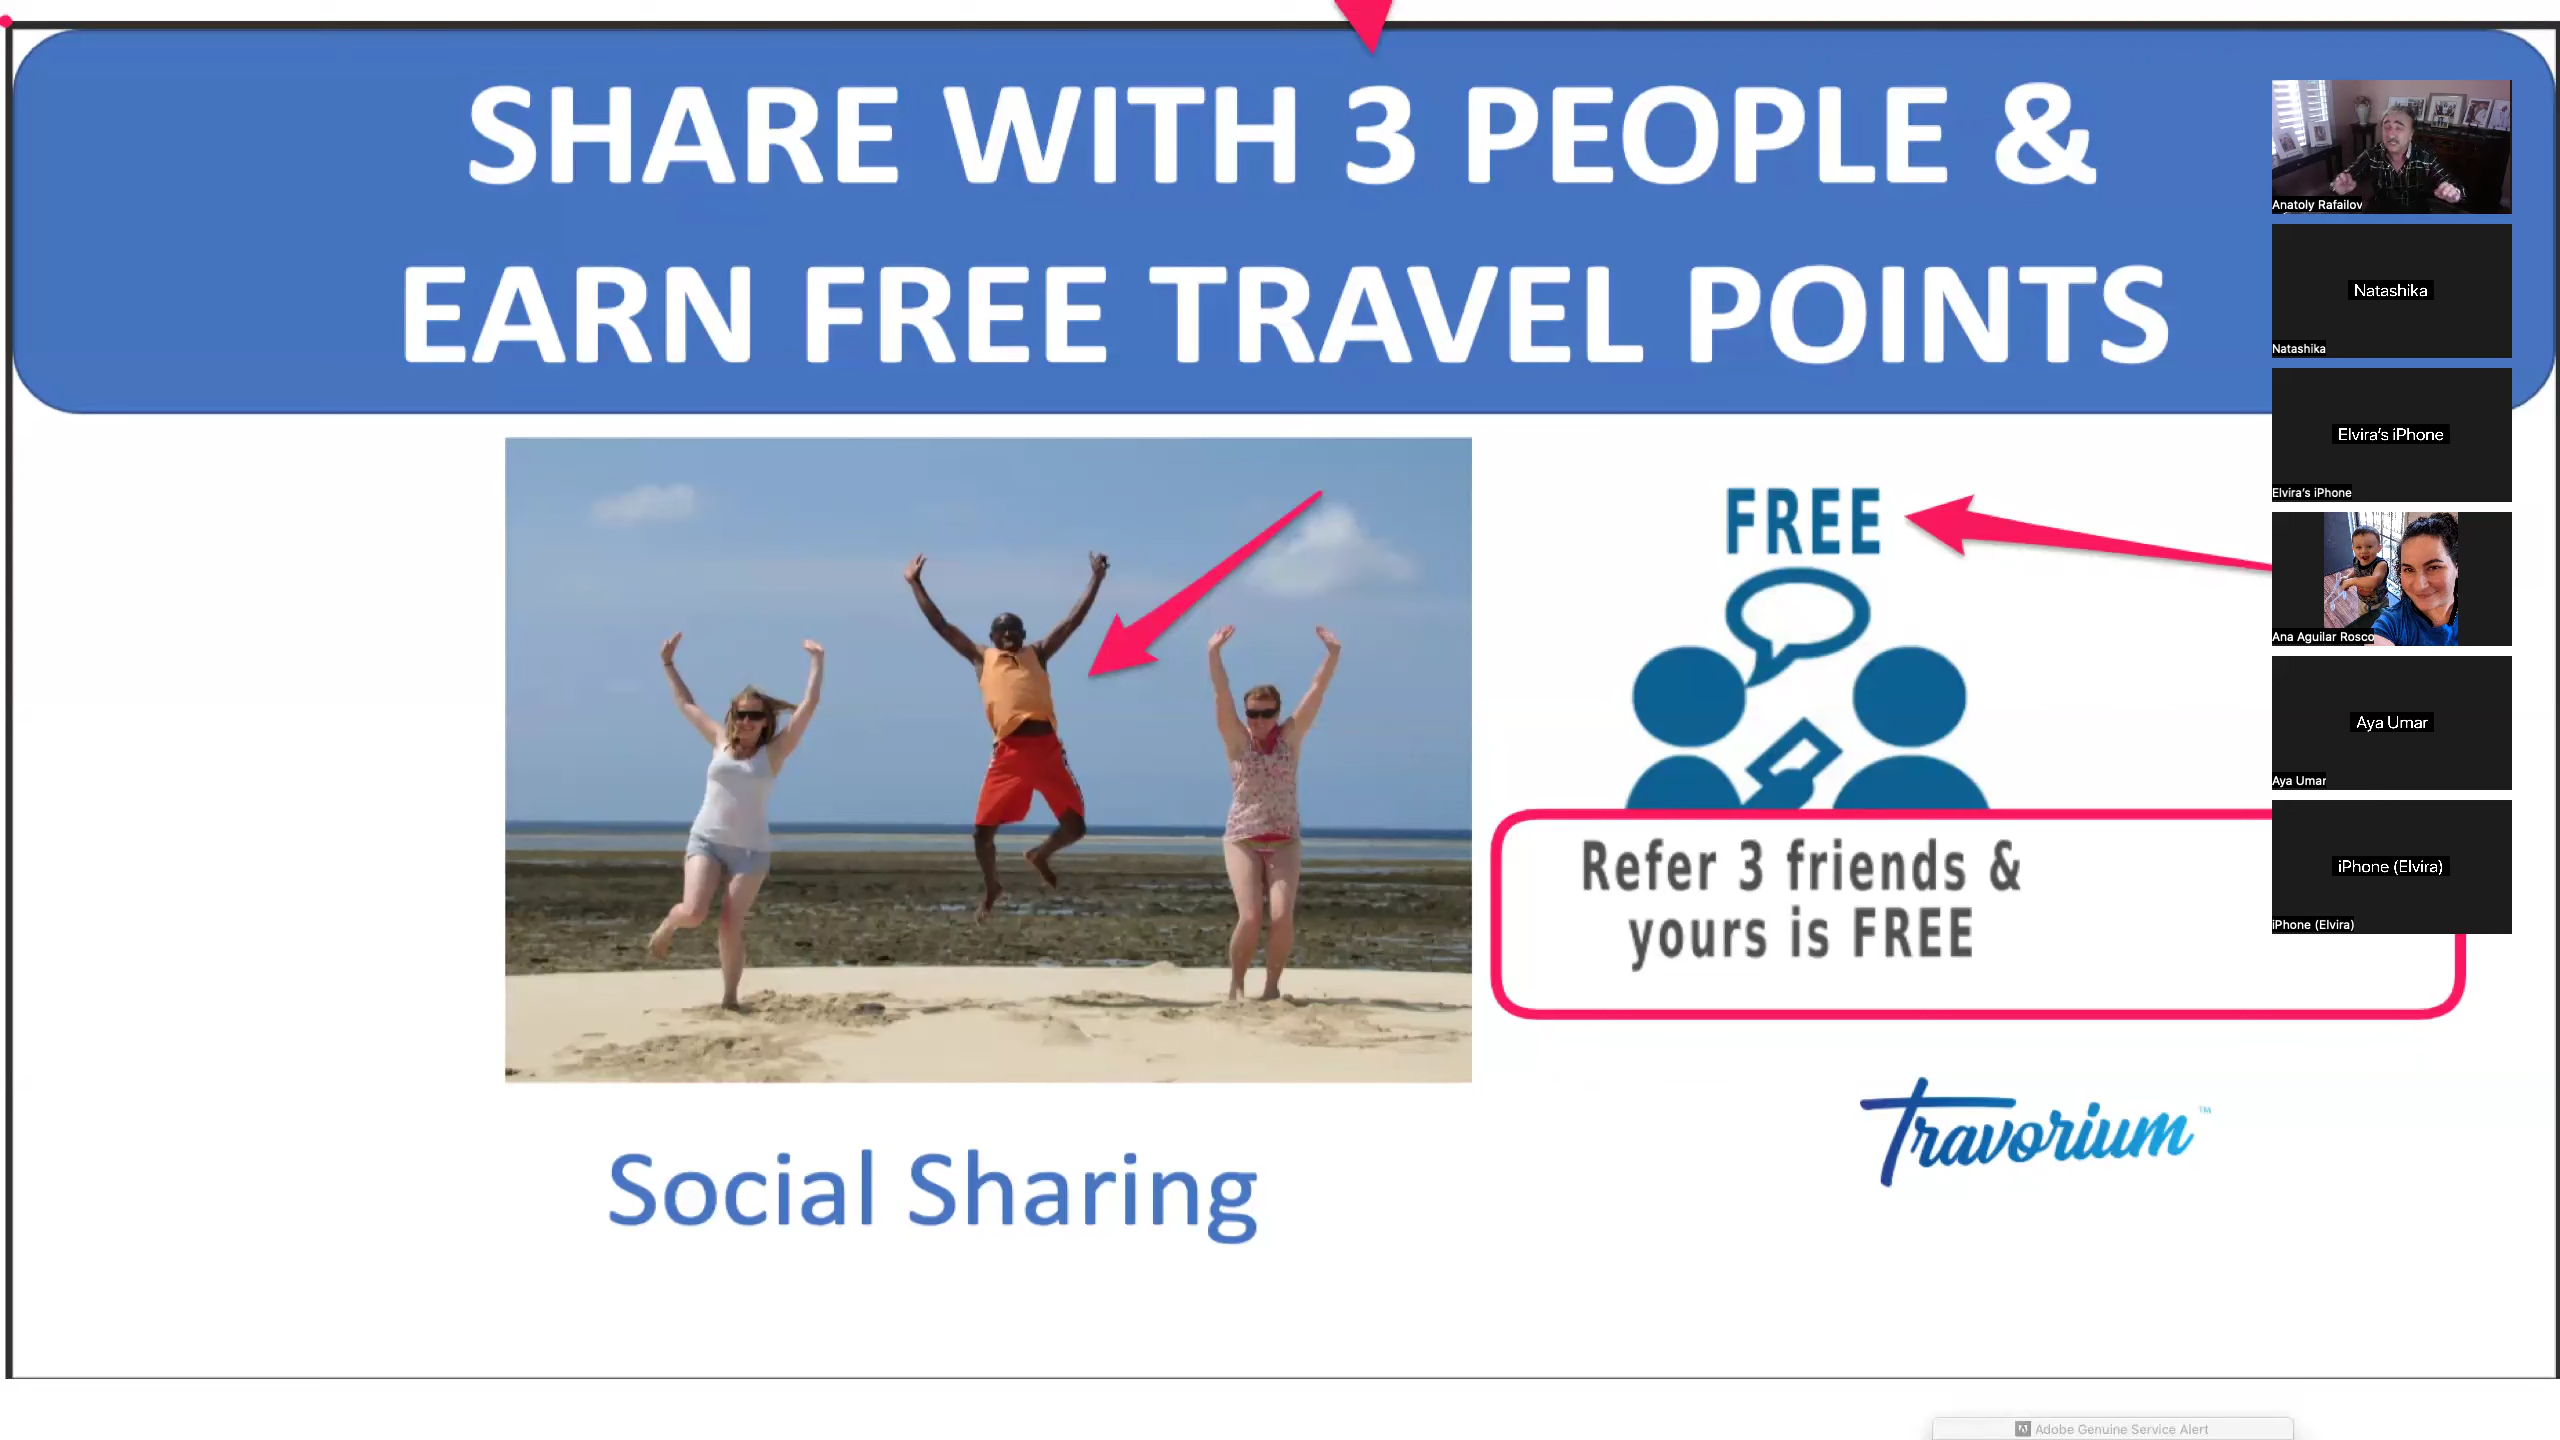 SHARE WITH 3 PEOPLE &
EARN FREE TRAVEL POINTS
FREE
Refer 3 friends &
yours is FREE
Social Sharing
Travorium™
Anatoly Rafailov
Natashika
Natashika
Elvira’s iPhone
Elvira’s iPhone
Ana Aguilar Rosco
Aya Umar
Aya Umar
iPhone (Elvira)
iPhone (Elvira)
Adobe Genuine Service Alert